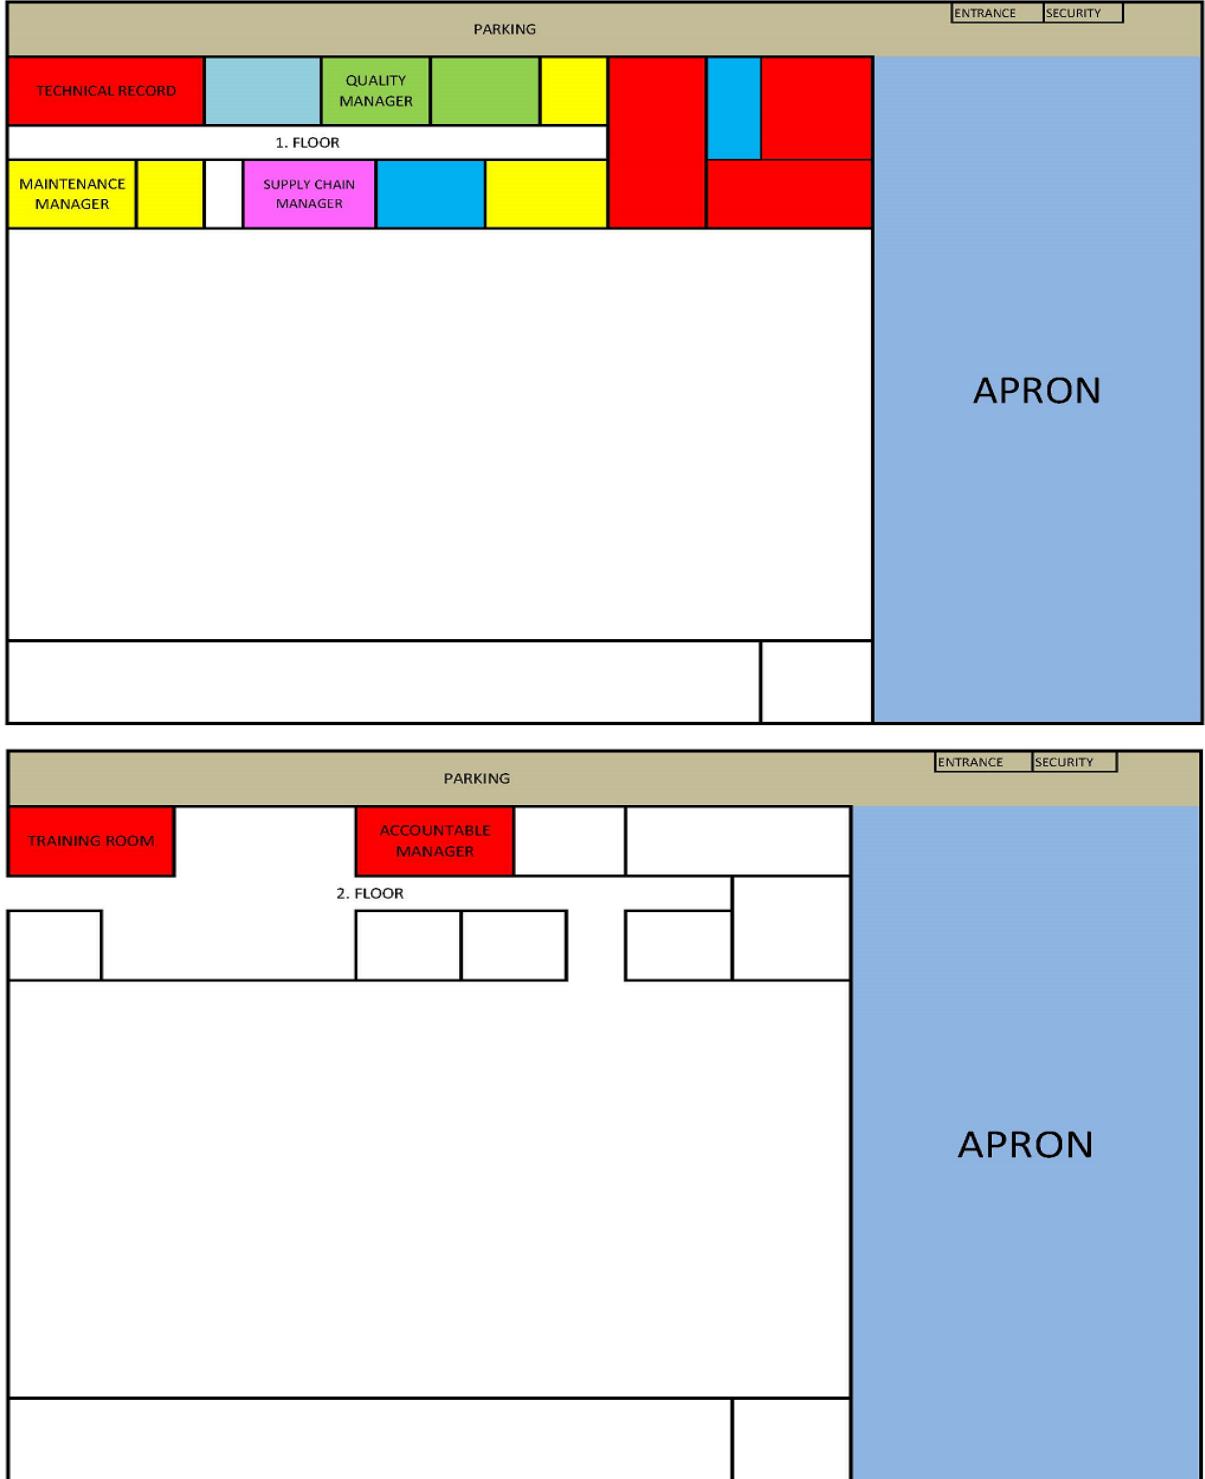 ENTRANCE
SECURITY
PARKING
TECHNICAL RECORD
QUALITY
MANAGER
1. FLOOR
MAINTENANCE
MANAGER
SUPPLY CHAIN
MANAGER
APRON
ENTRANCE
SECURITY
PARKING
TRAINING ROOM
ACCOUNTABLE
MANAGER
2. FLOOR
APRON